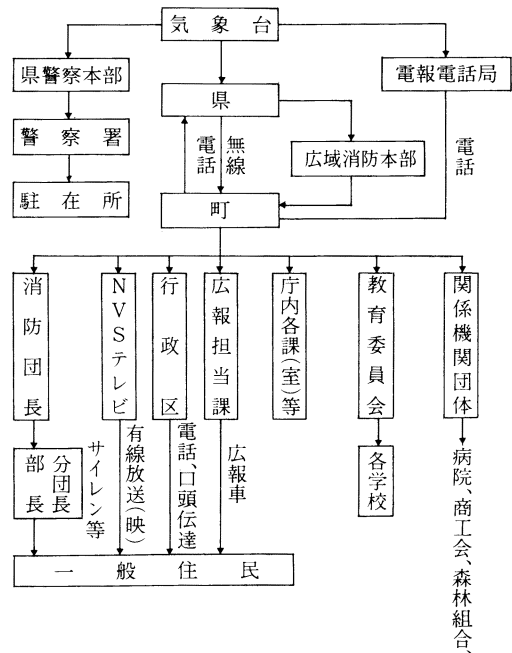 気象台
県警察本部
電報電話局
県
警察署
電話
無線
広域消防本部
電話
駐在所
町
消防団長
NVSテレビ
行政区
広報担当課
庁内各課(室)等
教育委員会
関係機関団体
分団長
部長
サイレン等
有線放送(映)
電話、口頭伝達
広報車
各学校
病院、商工会、森林組合、
一般住民